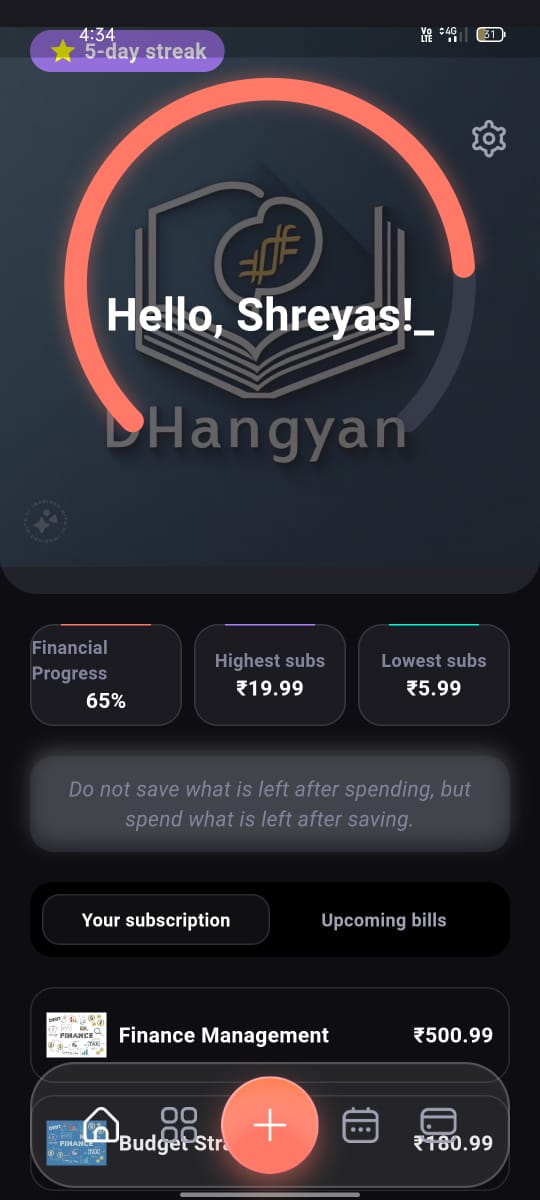 4:34
Vo LTE 4G 31
5-day streak
Hello, Shreyas!_
DHangyan
Financial
Progress
65%
Highest subs
₹19.99
Lowest subs
₹5.99
Do not save what is left after spending, but
spend what is left after saving.
Your subscription
Upcoming bills
FINANCE
Finance Management
₹500.99
FINANCE
Budget Stra
₹180.99